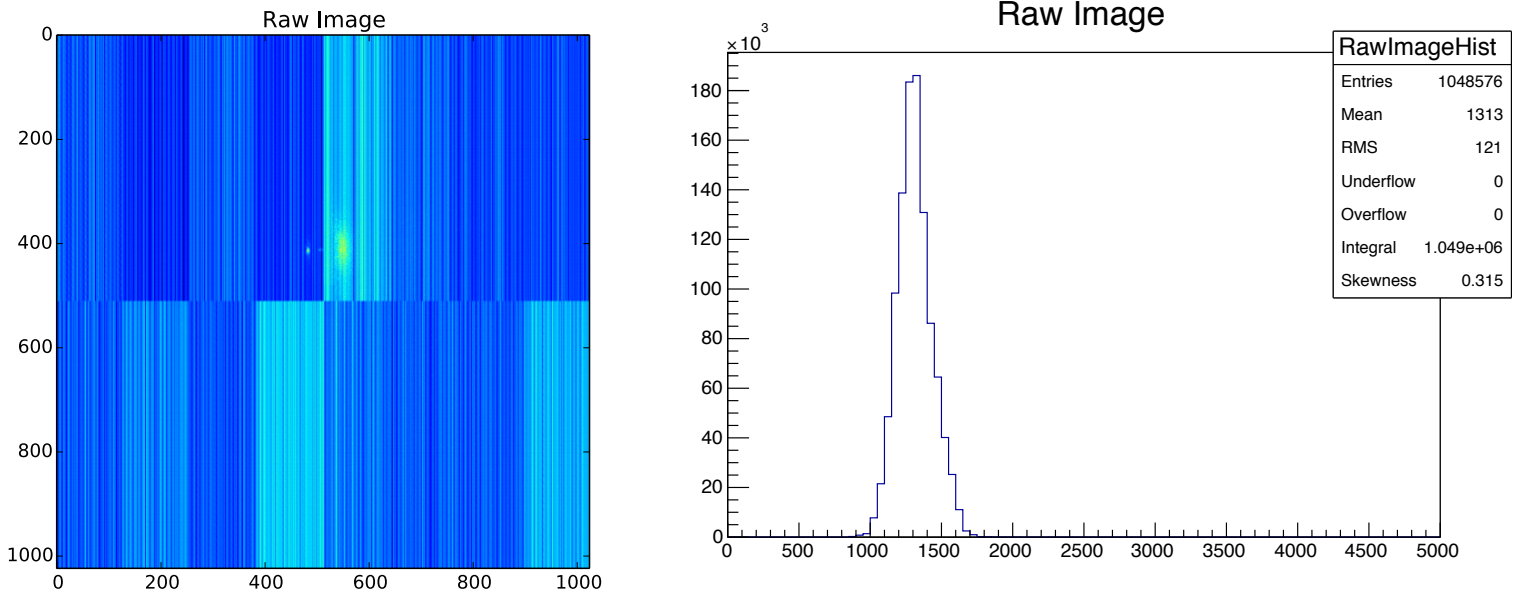 Raw Image
0
200
400
600
800
1000
0 200 400 600 800 1000
Raw Image
×10³
180
160
140
120
100
80
60
40
20
0
0 500 1000 1500 2000 2500 3000 3500 4000 4500 5000
RawImageHist
Entries 1048576
Mean 1313
RMS 121
Underflow 0
Overflow 0
Integral 1.049e+06
Skewness 0.315